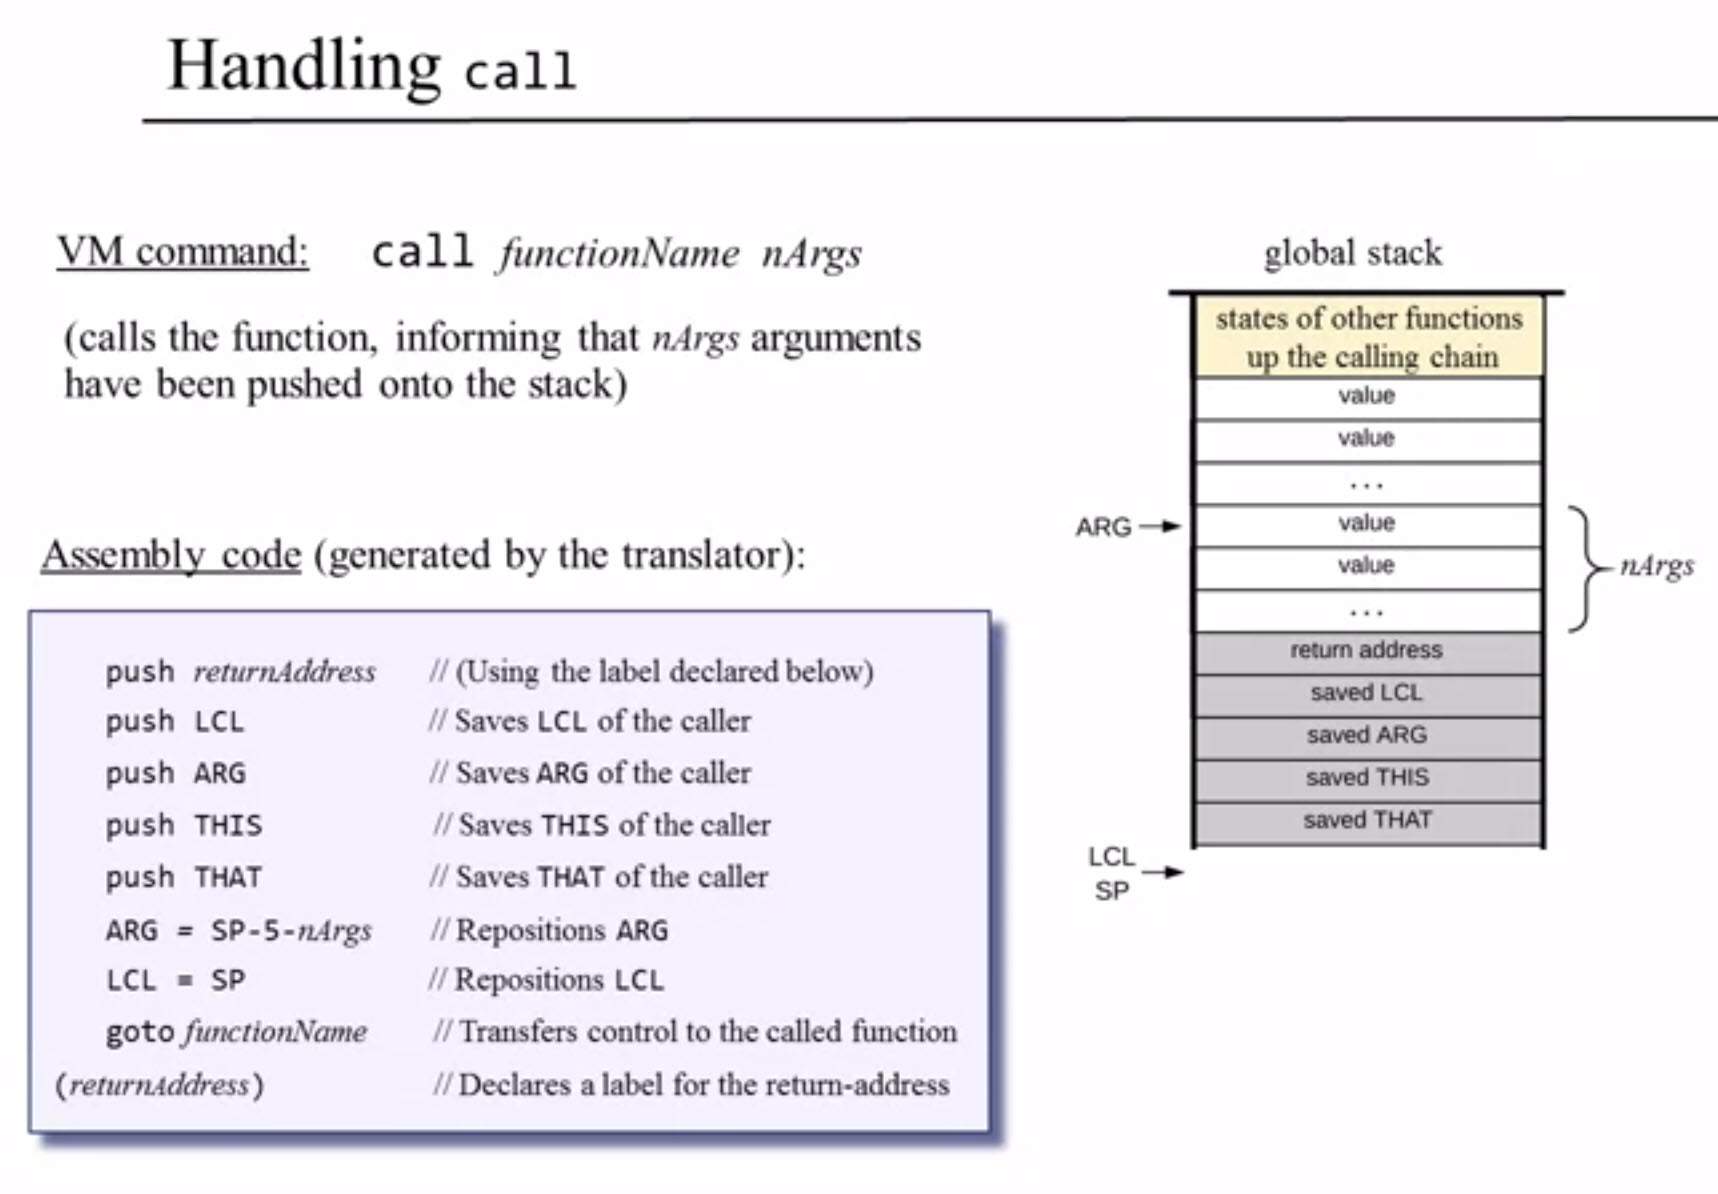 Handling call
VM command: call functionName nArgs
(calls the function, informing that nArgs arguments
have been pushed onto the stack)
Assembly code (generated by the translator):
push returnAddress // (Using the label declared below)
push LCL // Saves LCL of the caller
push ARG // Saves ARG of the caller
push THIS // Saves THIS of the caller
push THAT // Saves THAT of the caller
ARG = SP-5-nArgs // Repositions ARG
LCL = SP // Repositions LCL
goto functionName // Transfers control to the called function
(returnAddress) // Declares a label for the return-address
global stack
states of other functions
up the calling chain
value
value
...
ARG
value
value
...
nArgs
return address
saved LCL
saved ARG
saved THIS
saved THAT
LCL
SP